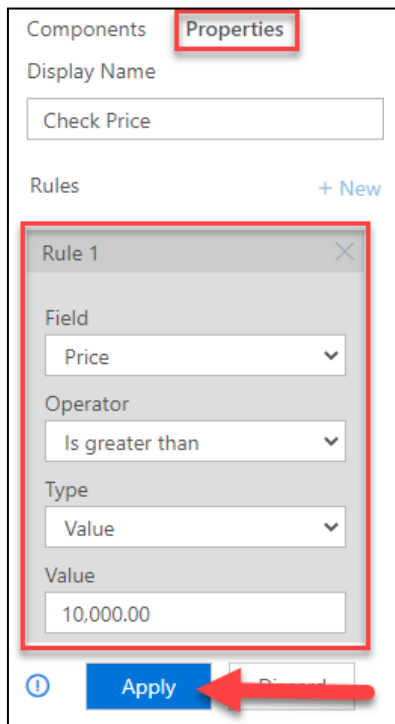 Components Properties
Display Name
Check Price
Rules + New
Rule 1
Field
Price
Operator
Is greater than
Type
Value
Value
10,000.00
Apply